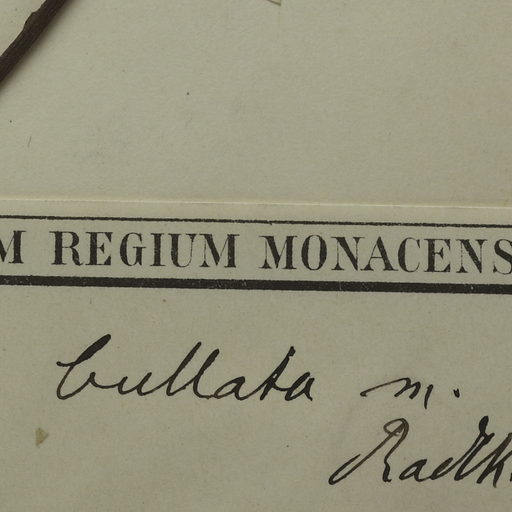 M REGIUM MONACENS
bullata m.
Radlk.